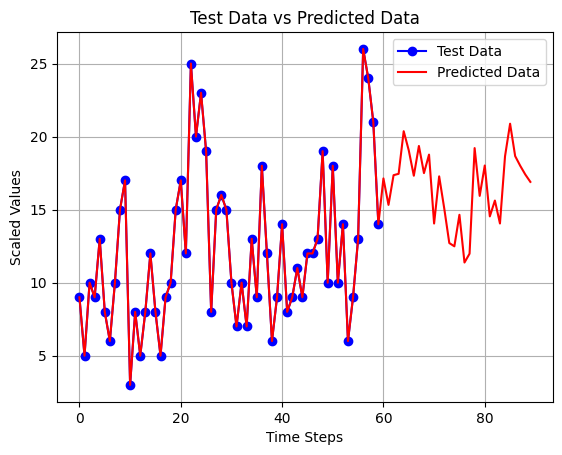 Test Data vs Predicted Data
Test Data
Predicted Data
Scaled Values
25
20
15
10
5
0
20
40
60
80
Time Steps